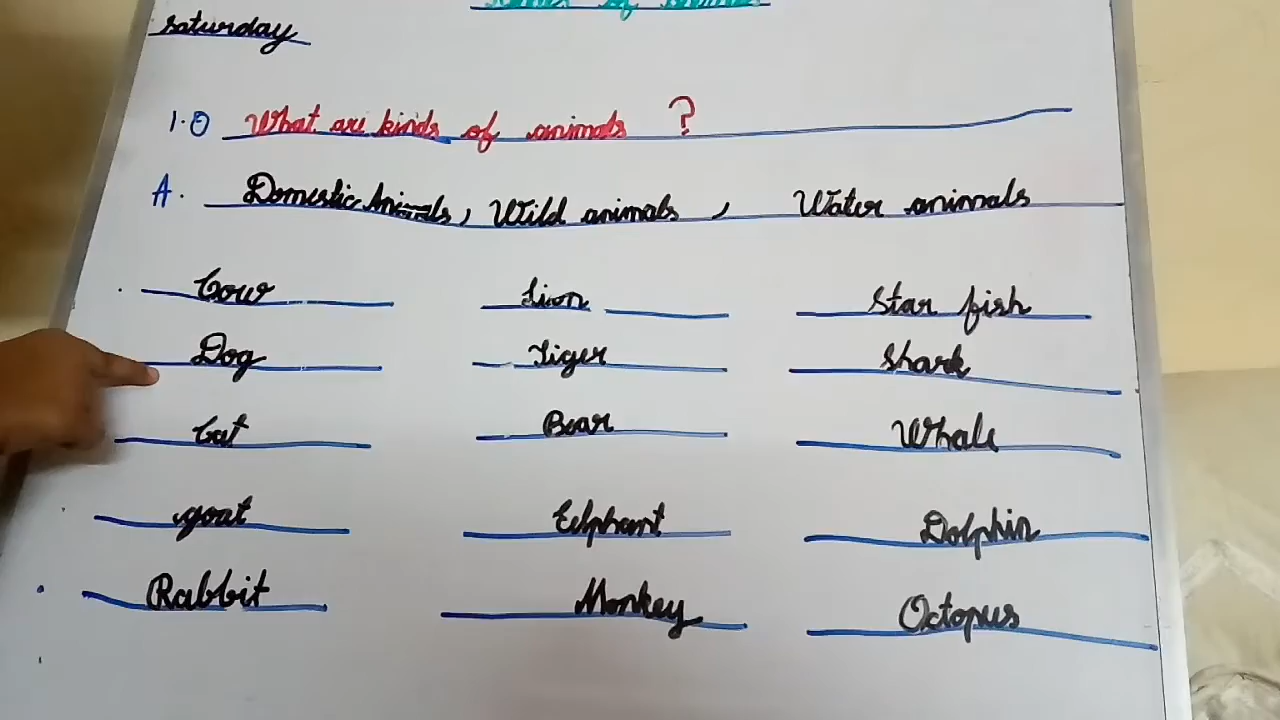 Saturday
1.Q What are kinds of animals ?
A. Domestic Animals, Wild animals , Water animals
Cow Lion Star fish
Dog Tiger Shark
Cat Bear Whale
goat Elphant Dolphin
Rabbit Monkey Octopus